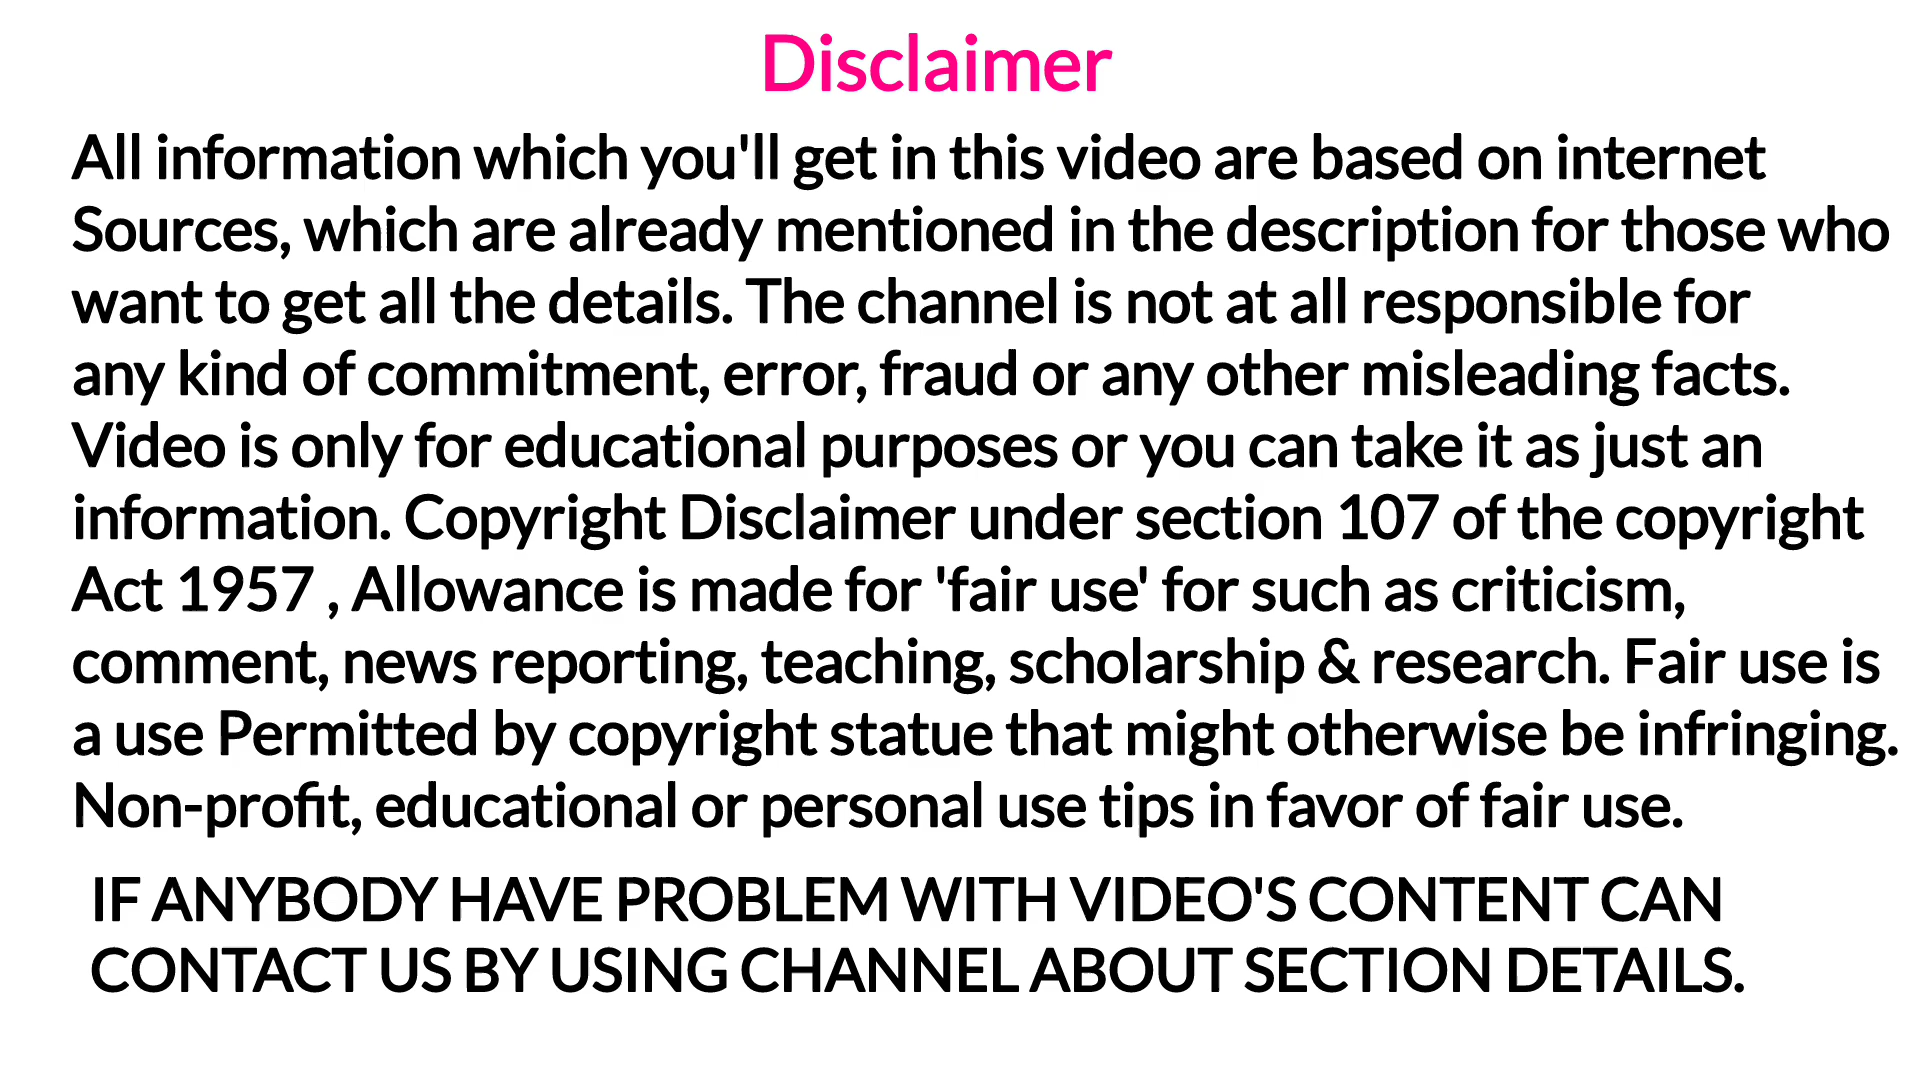 Disclaimer
All information which you'll get in this video are based on internet
Sources, which are already mentioned in the description for those who
want to get all the details. The channel is not at all responsible for
any kind of commitment, error, fraud or any other misleading facts.
Video is only for educational purposes or you can take it as just an
information. Copyright Disclaimer under section 107 of the copyright
Act 1957 , Allowance is made for 'fair use' for such as criticism,
comment, news reporting, teaching, scholarship & research. Fair use is
a use Permitted by copyright statue that might otherwise be infringing.
Non-profit, educational or personal use tips in favor of fair use.
IF ANYBODY HAVE PROBLEM WITH VIDEO'S CONTENT CAN
CONTACT US BY USING CHANNEL ABOUT SECTION DETAILS.